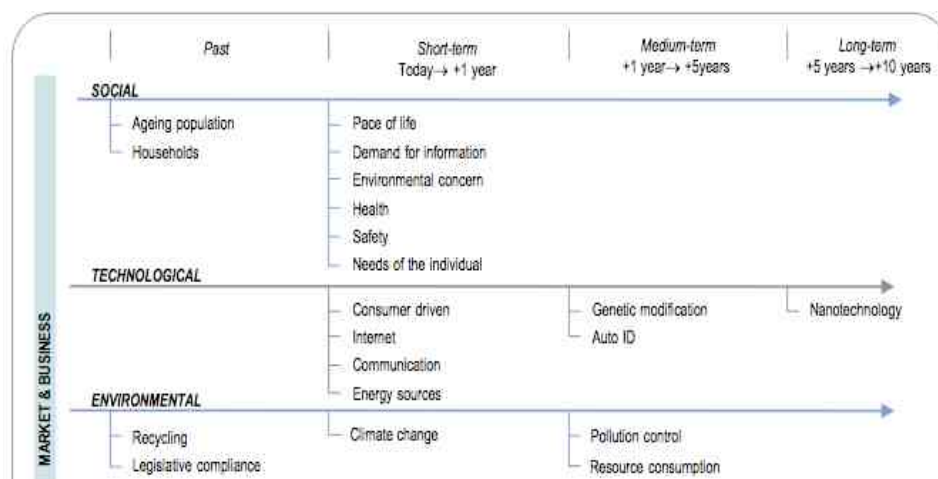 Past
Short-term
Medium-term
Long-term
Today→ +1 year
+1 year→ +5years
+5 years →+10 years
SOCIAL
Ageing population
Households
Pace of life
Demand for information
Environmental concern
Health
Safety
Needs of the individual
TECHNOLOGICAL
Consumer driven
Internet
Communication
Energy sources
Genetic modification
Auto ID
Nanotechnology
ENVIRONMENTAL
Recycling
Legislative compliance
Climate change
Pollution control
Resource consumption
MARKET & BUSINESS